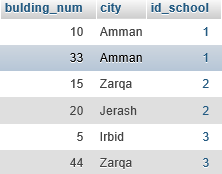 bulding_num city id_school
10 Amman 1
33 Amman 1
15 Zarqa 2
20 Jerash 2
5 Irbid 3
44 Zarqa 3